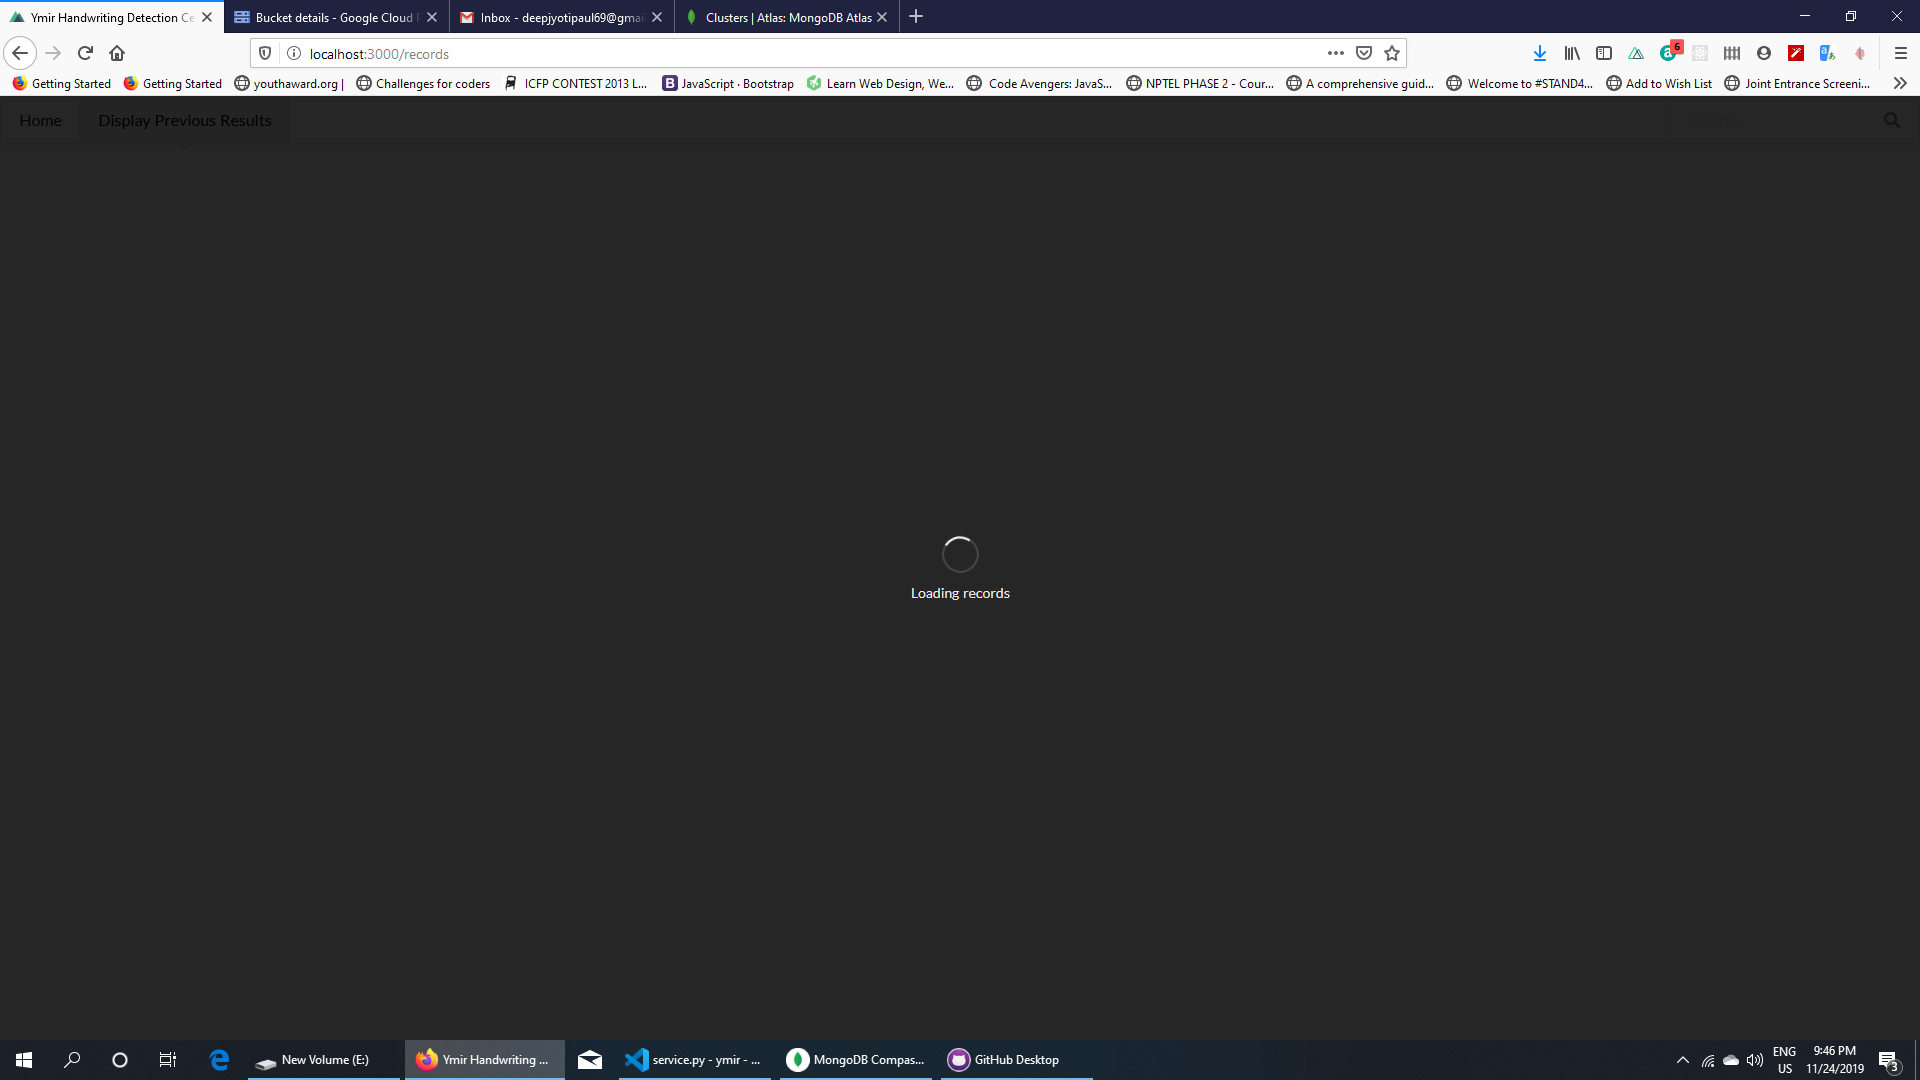 Ymir Handwriting Detection Ce
Bucket details - Google Cloud P
Inbox - deepjyotipaul69@gmai
Clusters | Atlas: MongoDB Atlas
localhost:3000/records
6
Getting Started
Getting Started
youthaward.org |
Challenges for coders
ICFP CONTEST 2013 L...
JavaScript · Bootstrap
Learn Web Design, We...
Code Avengers: JavaS...
NPTEL PHASE 2 - Cour...
A comprehensive guid...
Welcome to #STAND4...
Add to Wish List
Joint Entrance Screeni...
Home
Display Previous Results
Search...
Loading records
New Volume (E:)
Ymir Handwriting ...
service.py - ymir - ...
MongoDB Compas...
GitHub Desktop
ENG
US
9:46 PM
11/24/2019
3